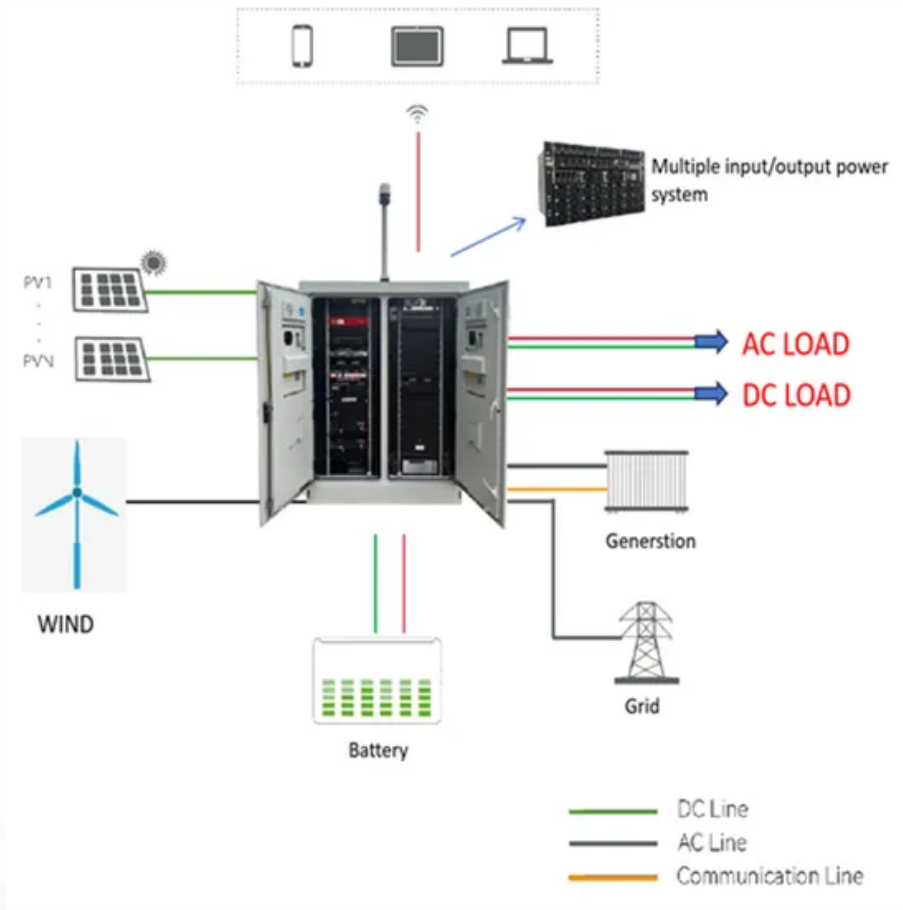 Multiple input/output power
system
PV1
PVN
AC LOAD
DC LOAD
Generstion
WIND
Grid
Battery
DC Line
AC Line
Communication Line